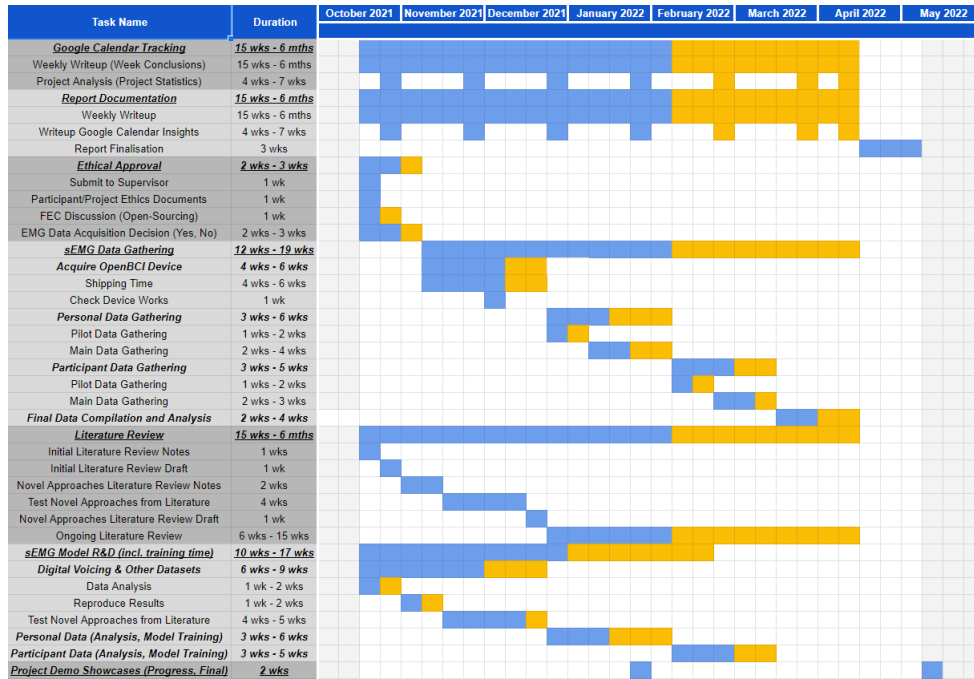 Task Name Duration October 2021 November 2021 December 2021 January 2022 February 2022 March 2022 April 2022 May 2022
Google Calendar Tracking 15 wks - 6 mths
Weekly Writeup (Week Conclusions) 15 wks - 6 mths
Project Analysis (Project Statistics) 4 wks - 7 wks
Report Documentation 15 wks - 6 mths
Weekly Writeup 15 wks - 6 mths
Writeup Google Calendar Insights 4 wks - 7 wks
Report Finalisation 3 wks
Ethical Approval 2 wks - 3 wks
Submit to Supervisor 1 wk
Participant/Project Ethics Documents 1 wk
FEC Discussion (Open-Sourcing) 1 wk
EMG Data Acquisition Decision (Yes, No) 2 wks - 3 wks
sEMG Data Gathering 12 wks - 19 wks
Acquire OpenBCI Device 4 wks - 6 wks
Shipping Time 4 wks - 6 wks
Check Device Works 1 wk
Personal Data Gathering 3 wks - 6 wks
Pilot Data Gathering 1 wks - 2 wks
Main Data Gathering 2 wks - 4 wks
Participant Data Gathering 3 wks - 5 wks
Pilot Data Gathering 1 wks - 2 wks
Main Data Gathering 2 wks - 3 wks
Final Data Compilation and Analysis 2 wks - 4 wks
Literature Review 15 wks - 6 mths
Initial Literature Review Notes 1 wks
Initial Literature Review Draft 1 wk
Novel Approaches Literature Review Notes 2 wks
Test Novel Approaches from Literature 4 wks
Novel Approaches Literature Review Draft 1 wk
Ongoing Literature Review 6 wks - 15 wks
sEMG Model R&D (incl. training time) 10 wks - 17 wks
Digital Voicing & Other Datasets 6 wks - 9 wks
Data Analysis 1 wk - 2 wks
Reproduce Results 1 wk - 2 wks
Test Novel Approaches from Literature 4 wks - 5 wks
Personal Data (Analysis, Model Training) 3 wks - 6 wks
Participant Data (Analysis, Model Training) 3 wks - 5 wks
Project Demo Showcases (Progress, Final) 2 wks